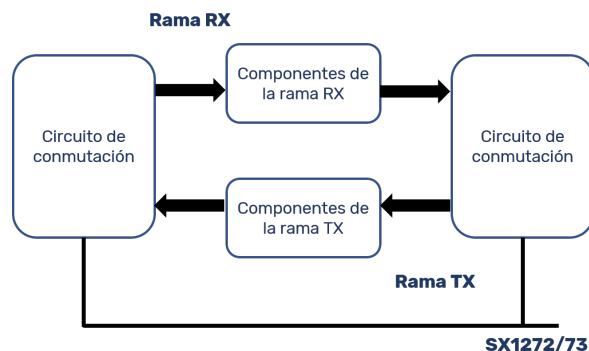 Rama RX
Circuito de
conmutación
Componentes de
la rama RX
Circuito de
conmutación
Componentes de
la rama TX
Rama TX
SX1272/73